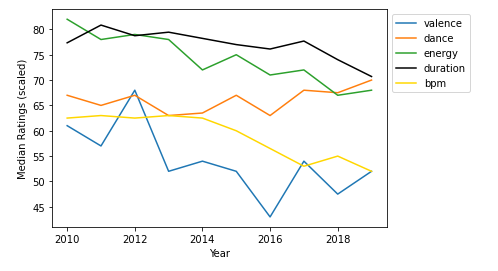 valence
dance
energy
duration
bpm
Median Ratings (scaled)
80
75
70
65
60
55
50
45
2010 2012 2014 2016 2018
Year